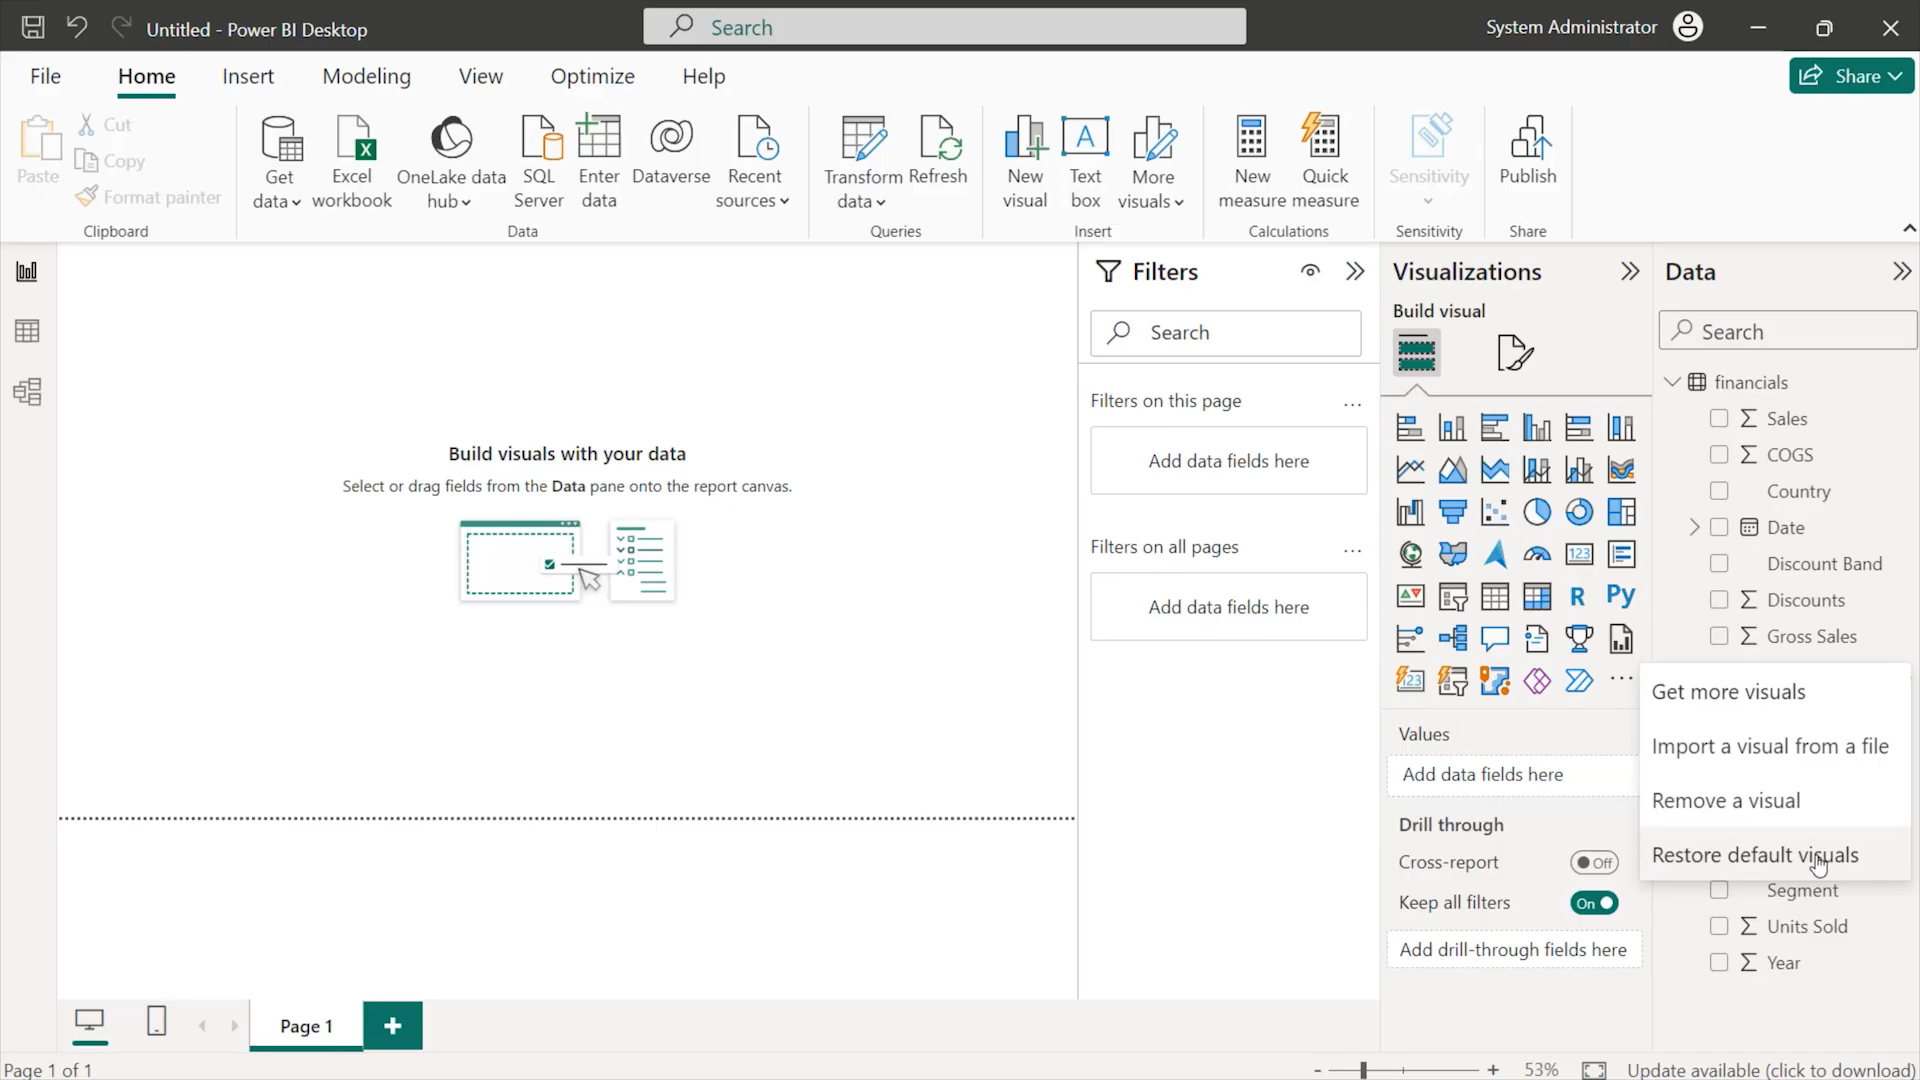 Untitled - Power BI Desktop
Search
System Administrator
File
Home
Insert
Modeling
View
Optimize
Help
Share
Paste
Cut
Copy
Format painter
Clipboard
Get data
Excel workbook
OneLake data hub
SQL Server
Enter data
Dataverse
Recent sources
Data
Transform data
Refresh
Queries
New visual
Text box
More visuals
Insert
New measure
Quick measure
Calculations
Sensitivity
Sensitivity
Publish
Share
Build visuals with your data
Select or drag fields from the Data pane onto the report canvas.
Filters
Search
Filters on this page
...
Add data fields here
Filters on all pages
...
Add data fields here
Visualizations
Build visual
123
R
Py
123
...
Values
Add data fields here
Drill through
Cross-report
Off
Keep all filters
On
Add drill-through fields here
Data
Search
financials
Sales
COGS
Country
Date
Discount Band
Discounts
Gross Sales
Get more visuals
Import a visual from a file
Remove a visual
Restore default visuals
Segment
Units Sold
Year
Page 1
Page 1 of 1
53%
Update available (click to download)